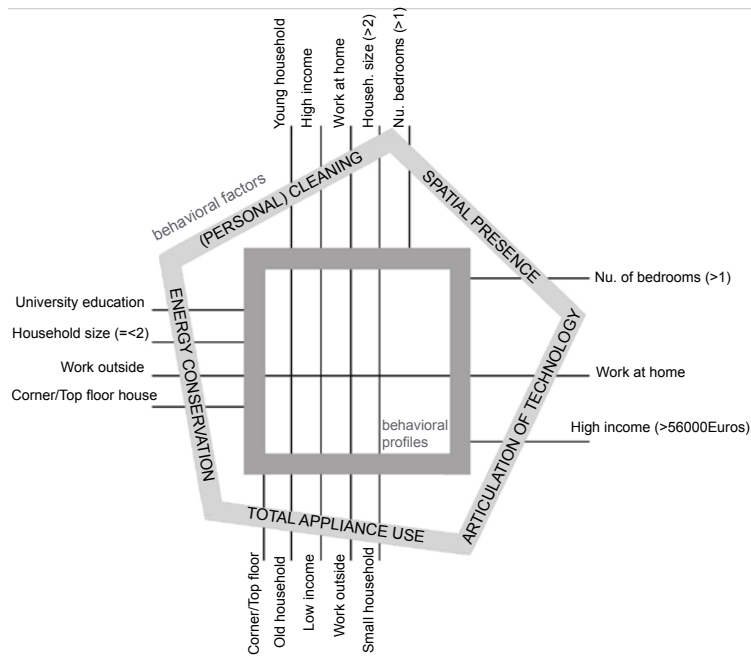 Young household
High income
Work at home
Househ. size (>2)
Nu. bedrooms (>1)
behavioral factors
(PERSONAL) CLEANING
SPATIAL PRESENCE
Nu. of bedrooms (>1)
University education
Household size (=<2)
Work outside
Corner/Top floor house
ENERGY CONSERVATION
Work at home
ARTICULATION OF TECHNOLOGY
High income (>56000Euros)
behavioral
profiles
TOTAL APPLIANCE USE
Corner/Top floor
Old household
Low income
Work outside
Small household